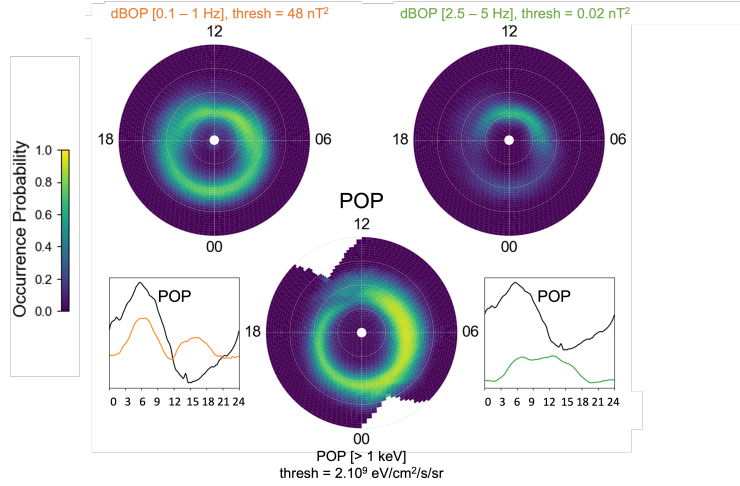 dBOP [0.1 – 1 Hz], thresh = 48 nT²
dBOP [2.5 – 5 Hz], thresh = 0.02 nT²
12
12
18
06
18
06
00
00
Occurrence Probability
1.0
0.8
0.6
0.4
0.2
0.0
POP
12
18
06
00
POP
0 3 6 9 12 15 18 21 24
POP
0 3 6 9 12 15 18 21 24
POP [> 1 keV]
thresh = 2.10⁹ eV/cm²/s/sr